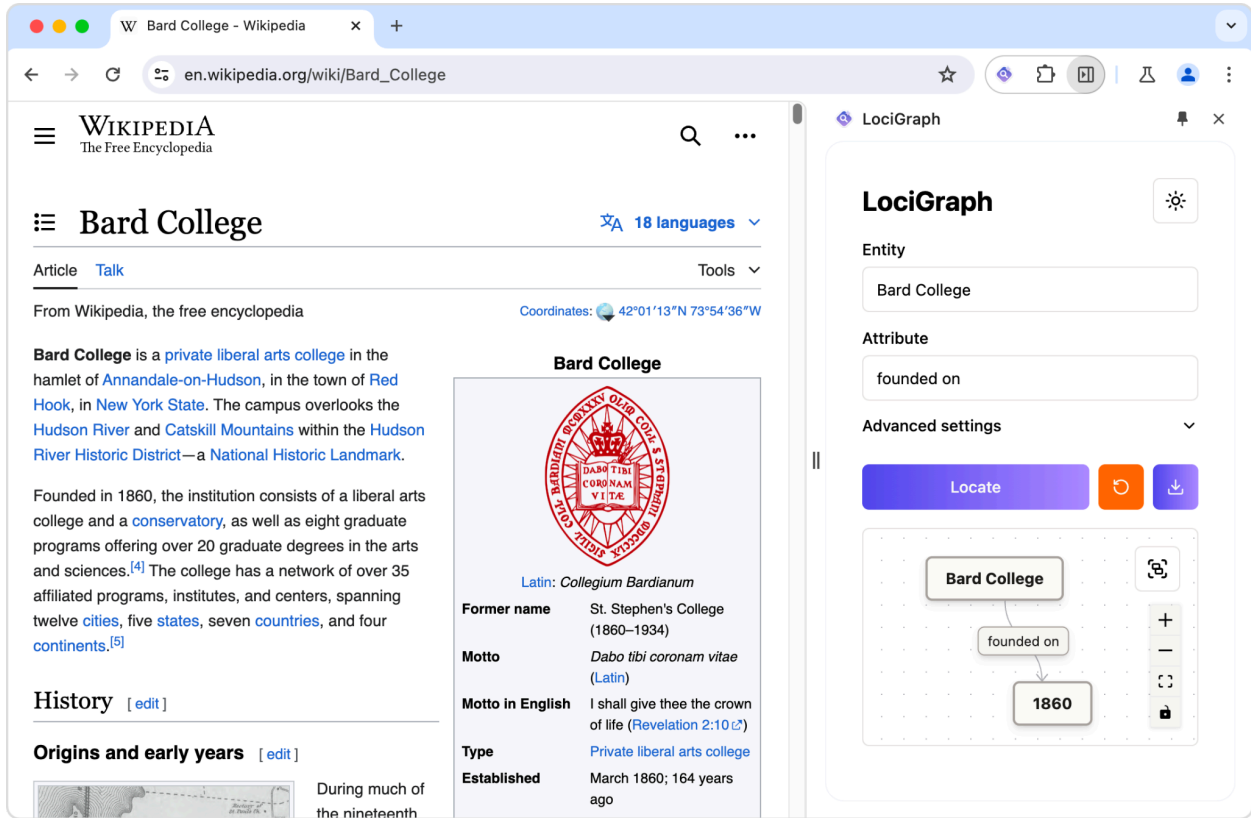 Bard College - Wikipedia
en.wikipedia.org/wiki/Bard_College
WIKIPEDIA
The Free Encyclopedia
Bard College
18 languages
Article Talk
Tools
From Wikipedia, the free encyclopedia
Coordinates: 42°01′13″N 73°54′36″W
Bard College is a private liberal arts college in the
hamlet of Annandale-on-Hudson, in the town of Red
Hook, in New York State. The campus overlooks the
Hudson River and Catskill Mountains within the Hudson
River Historic District—a National Historic Landmark.
Founded in 1860, the institution consists of a liberal arts
college and a conservatory, as well as eight graduate
programs offering over 20 graduate degrees in the arts
and sciences.[4] The college has a network of over 35
affiliated programs, institutes, and centers, spanning
twelve cities, five states, seven countries, and four
continents.[5]
History [ edit ]
Origins and early years [ edit ]
During much of
the nineteenth
Bard College
DABO TIBI
CORONAM
VITÆ
Latin: Collegium Bardianum
Former name St. Stephen's College
(1860–1934)
Motto Dabo tibi coronam vitae
(Latin)
Motto in English I shall give thee the crown
of life (Revelation 2:10)
Type Private liberal arts college
Established March 1860; 164 years
ago
LociGraph
LociGraph
Entity
Bard College
Attribute
founded on
Advanced settings
Locate
Bard College
founded on
1860